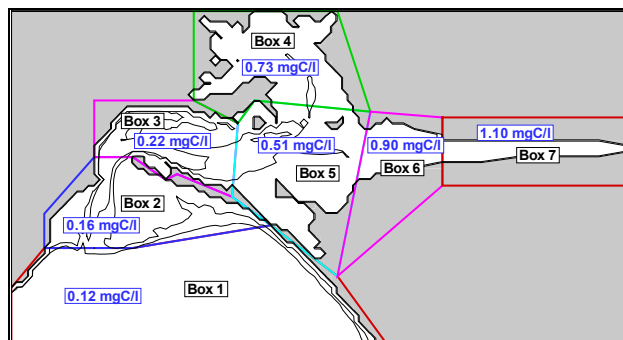 Box 4
0.73 mgC/l
Box 3
0.22 mgC/l
0.51 mgC/l
0.90 mgC/l
1.10 mgC/l
Box 7
Box 6
Box 5
Box 2
0.16 mgC/l
Box 1
0.12 mgC/l